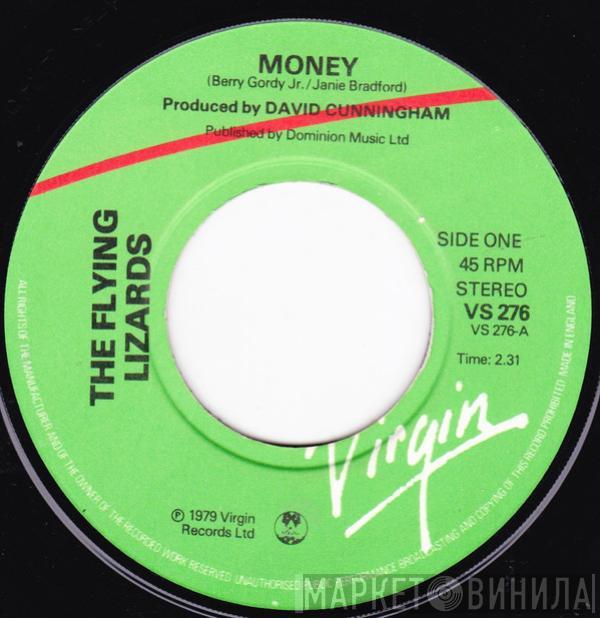 MONEY
(Berry Gordy Jr./Janie Bradford)
Produced by DAVID CUNNINGHAM
Published by Dominion Music Ltd
THE FLYING
LIZARDS
SIDE ONE
45 RPM
STEREO
VS 276
VS 276-A
Time: 2.31
Virgin
℗ 1979 Virgin
Records Ltd
ALL RIGHTS OF THE MANUFACTURER AND OF THE OWNER OF THE RECORDED WORK RESERVED UNAUTHORISED PUBLIC PERFORMANCE BROADCASTING AND COPYING OF THIS RECORD PROHIBITED MADE IN ENGLAND
МАРКЕТ ВИНИЛА